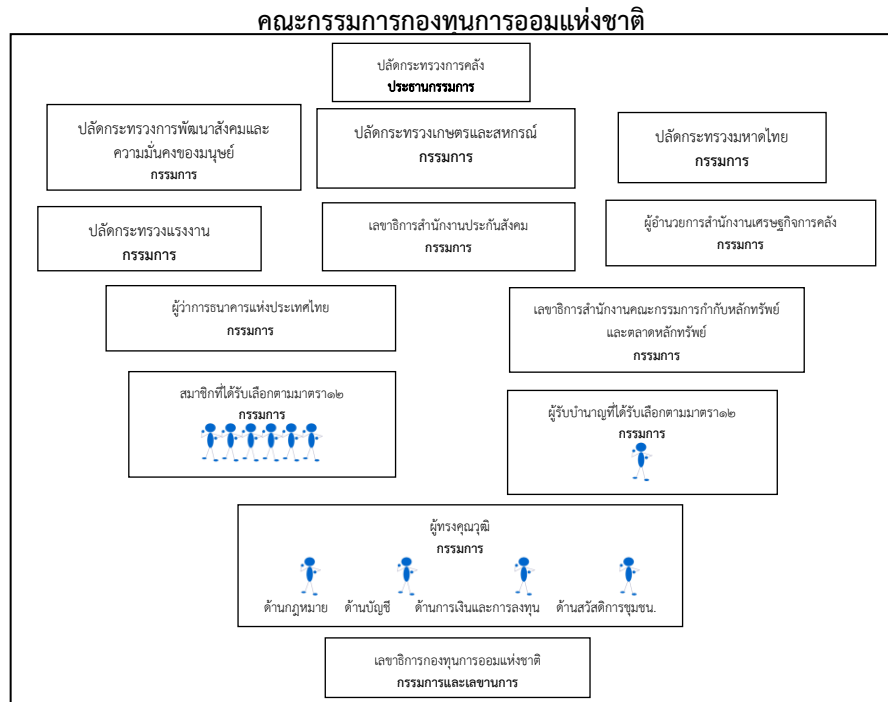 คณะกรรมการกองทุนการออมแห่งชาติ
ปลัดกระทรวงการคลัง
ประธานกรรมการ
ปลัดกระทรวงการพัฒนาสังคมและ
ความมั่นคงของมนุษย์
กรรมการ
ปลัดกระทรวงเกษตรและสหกรณ์
กรรมการ
ปลัดกระทรวงมหาดไทย
กรรมการ
ปลัดกระทรวงแรงงาน
กรรมการ
เลขาธิการสำนักงานประกันสังคม
กรรมการ
ผู้อำนวยการสำนักงานเศรษฐกิจการคลัง
กรรมการ
ผู้ว่าการธนาคารแห่งประเทศไทย
กรรมการ
เลขาธิการสำนักงานคณะกรรมการกำกับหลักทรัพย์
และตลาดหลักทรัพย์
กรรมการ
สมาชิกที่ได้รับเลือกตามมาตรา๑๒
กรรมการ
ผู้รับบำนาญที่ได้รับเลือกตามมาตรา๑๒
กรรมการ
ผู้ทรงคุณวุฒิ
กรรมการ
ด้านกฎหมาย ด้านบัญชี ด้านการเงินและการลงทุน ด้านสวัสดิการชุมชน.
เลขาธิการกองทุนการออมแห่งชาติ
กรรมการและเลขานการ